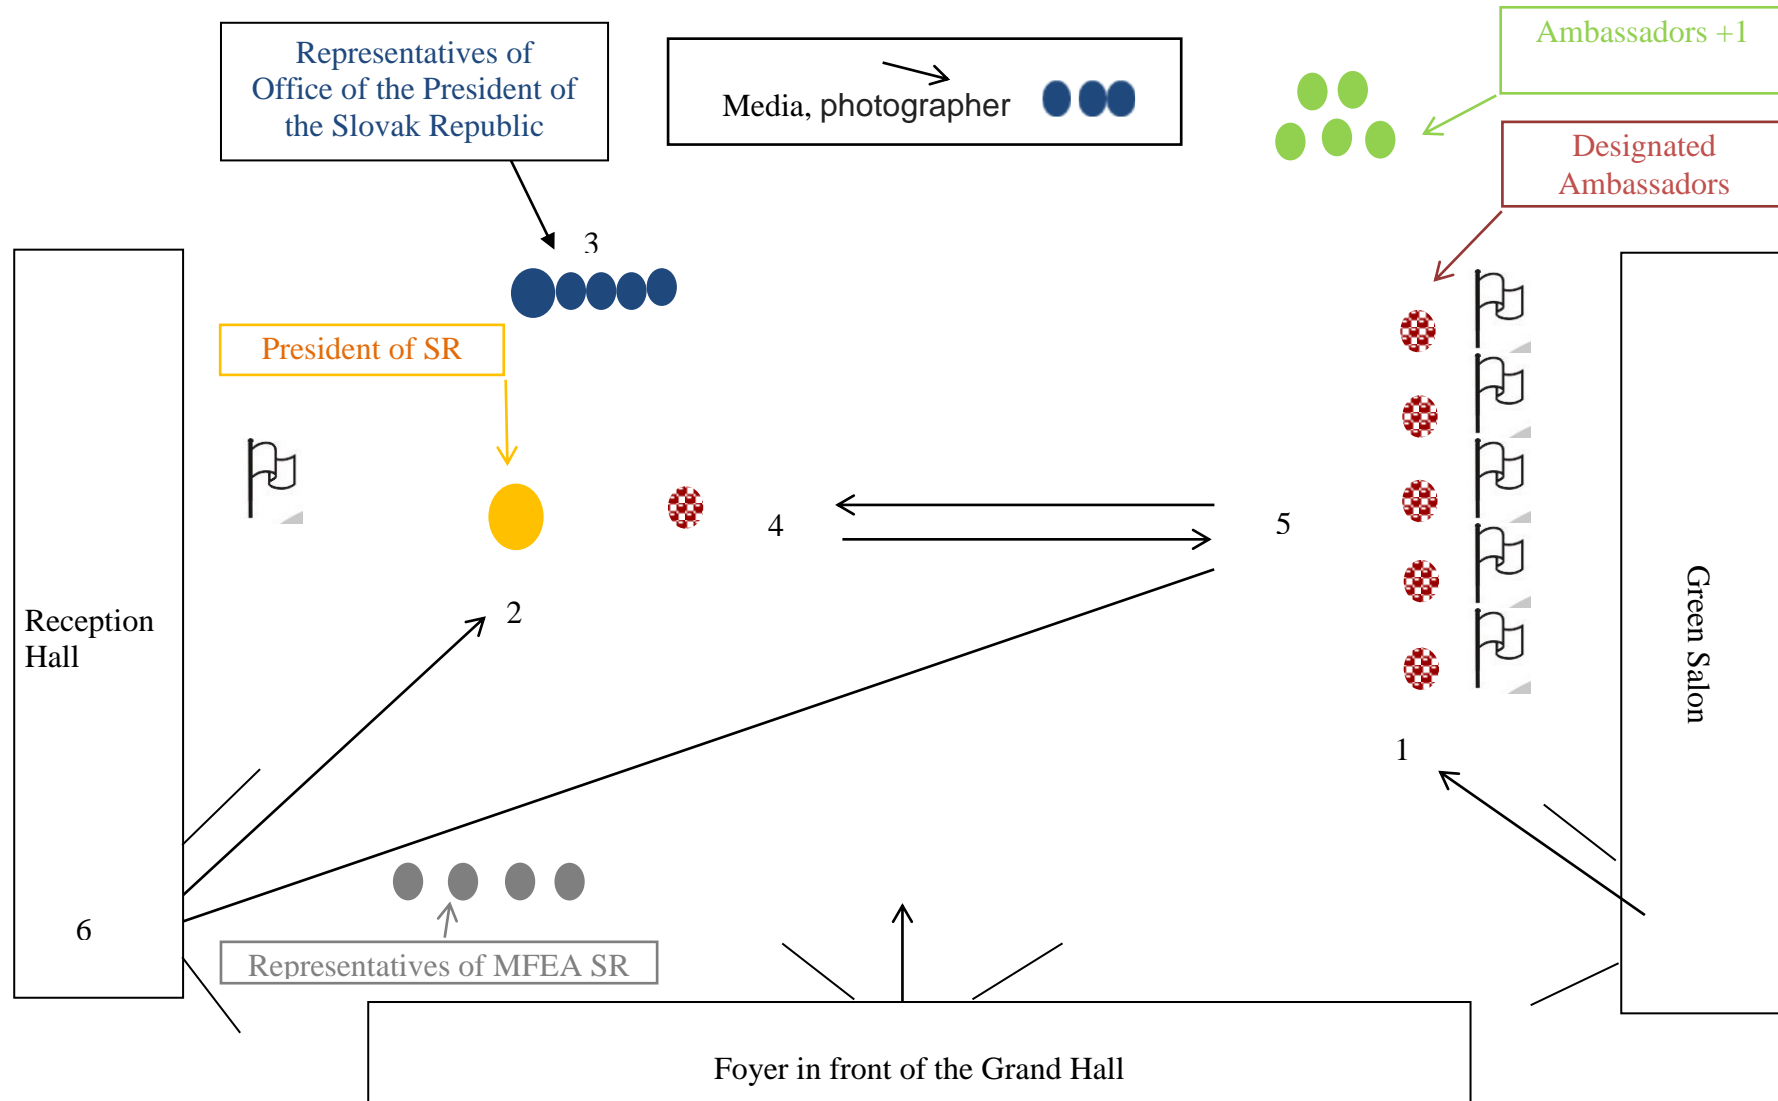 Representatives of
Office of the President of
the Slovak Republic
Media, photographer
Ambassadors +1
Designated
Ambassadors
3
President of SR
4
5
2
Reception
Hall
Green Salon
1
6
Representatives of MFEA SR
Foyer in front of the Grand Hall